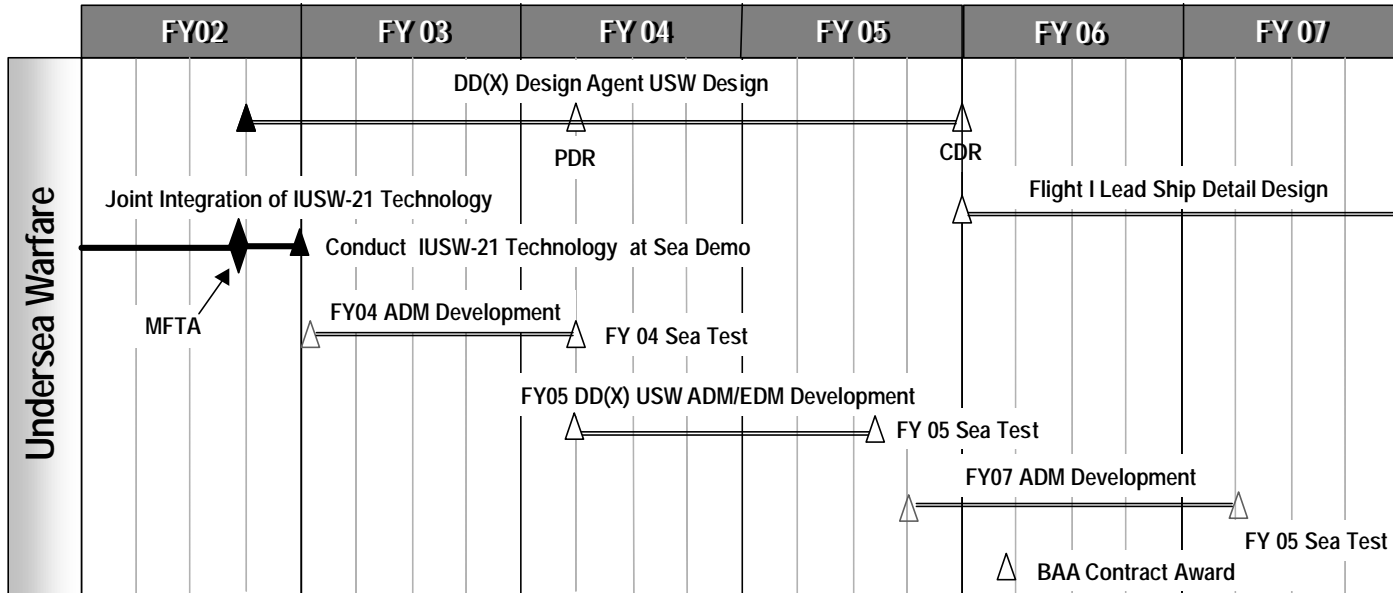 FY02 FY 03 FY 04 FY 05 FY 06 FY 07
Undersea Warfare
DD(X) Design Agent USW Design
PDR
CDR
Joint Integration of IUSW-21 Technology
Flight I Lead Ship Detail Design
Conduct IUSW-21 Technology at Sea Demo
MFTA
FY04 ADM Development
FY 04 Sea Test
FY05 DD(X) USW ADM/EDM Development
FY 05 Sea Test
FY07 ADM Development
FY 05 Sea Test
BAA Contract Award